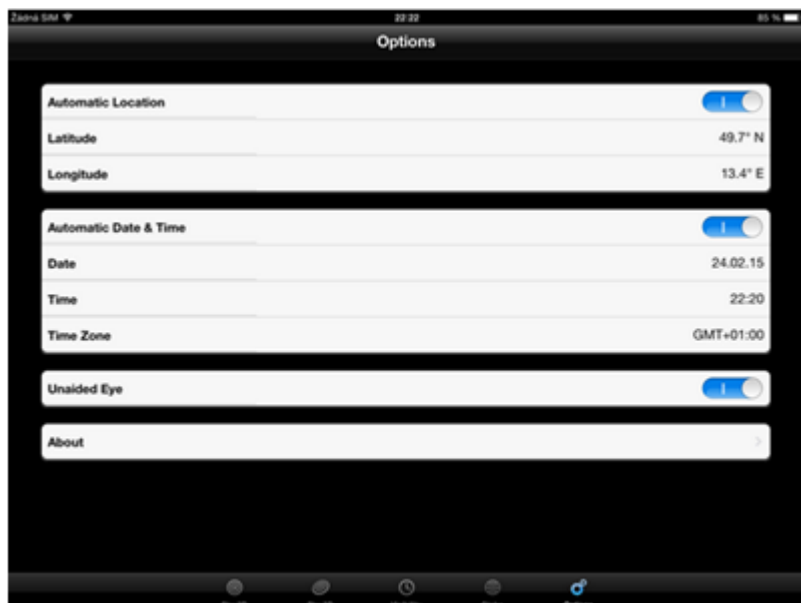 Žádná SIM 22:22 85 %
Options
Automatic Location
Latitude 49.7° N
Longitude 13.4° E
Automatic Date & Time
Date 24.02.15
Time 22:20
Time Zone GMT+01:00
Unaided Eye
About